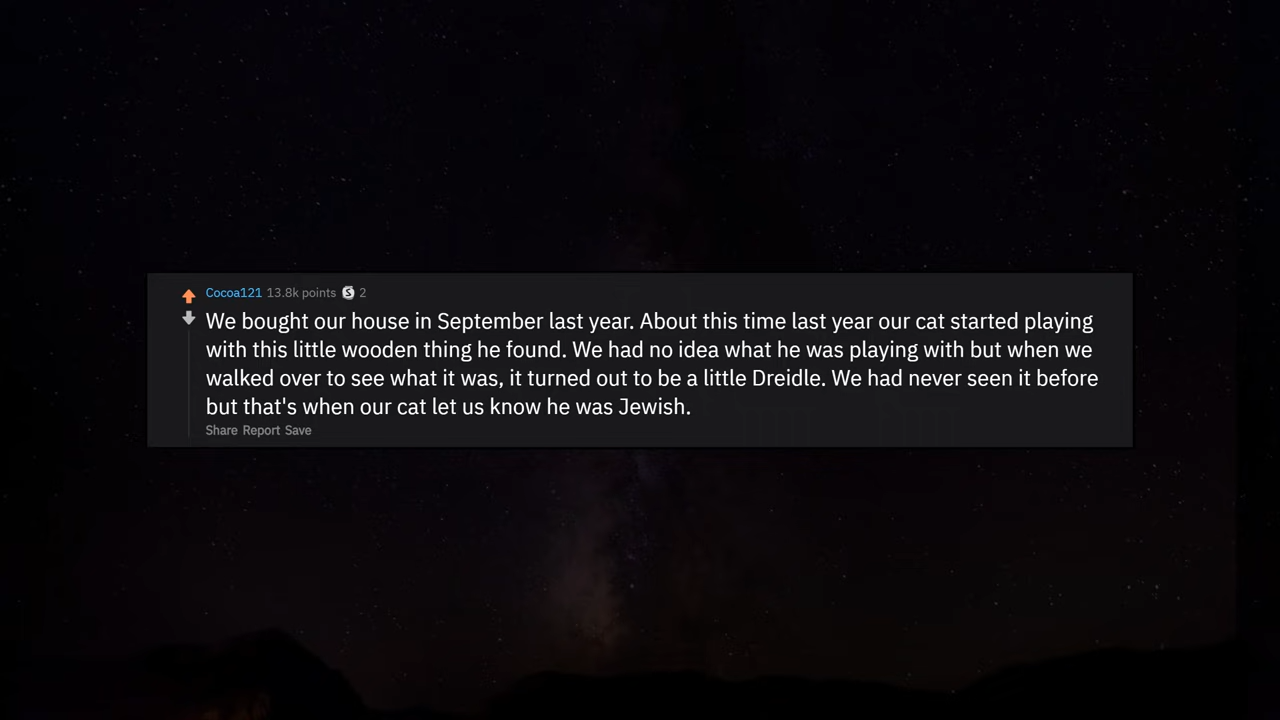 Cocoa121 13.8k points S 2
We bought our house in September last year. About this time last year our cat started playing
with this little wooden thing he found. We had no idea what he was playing with but when we
walked over to see what it was, it turned out to be a little Dreidle. We had never seen it before
but that's when our cat let us know he was Jewish.
Share Report Save